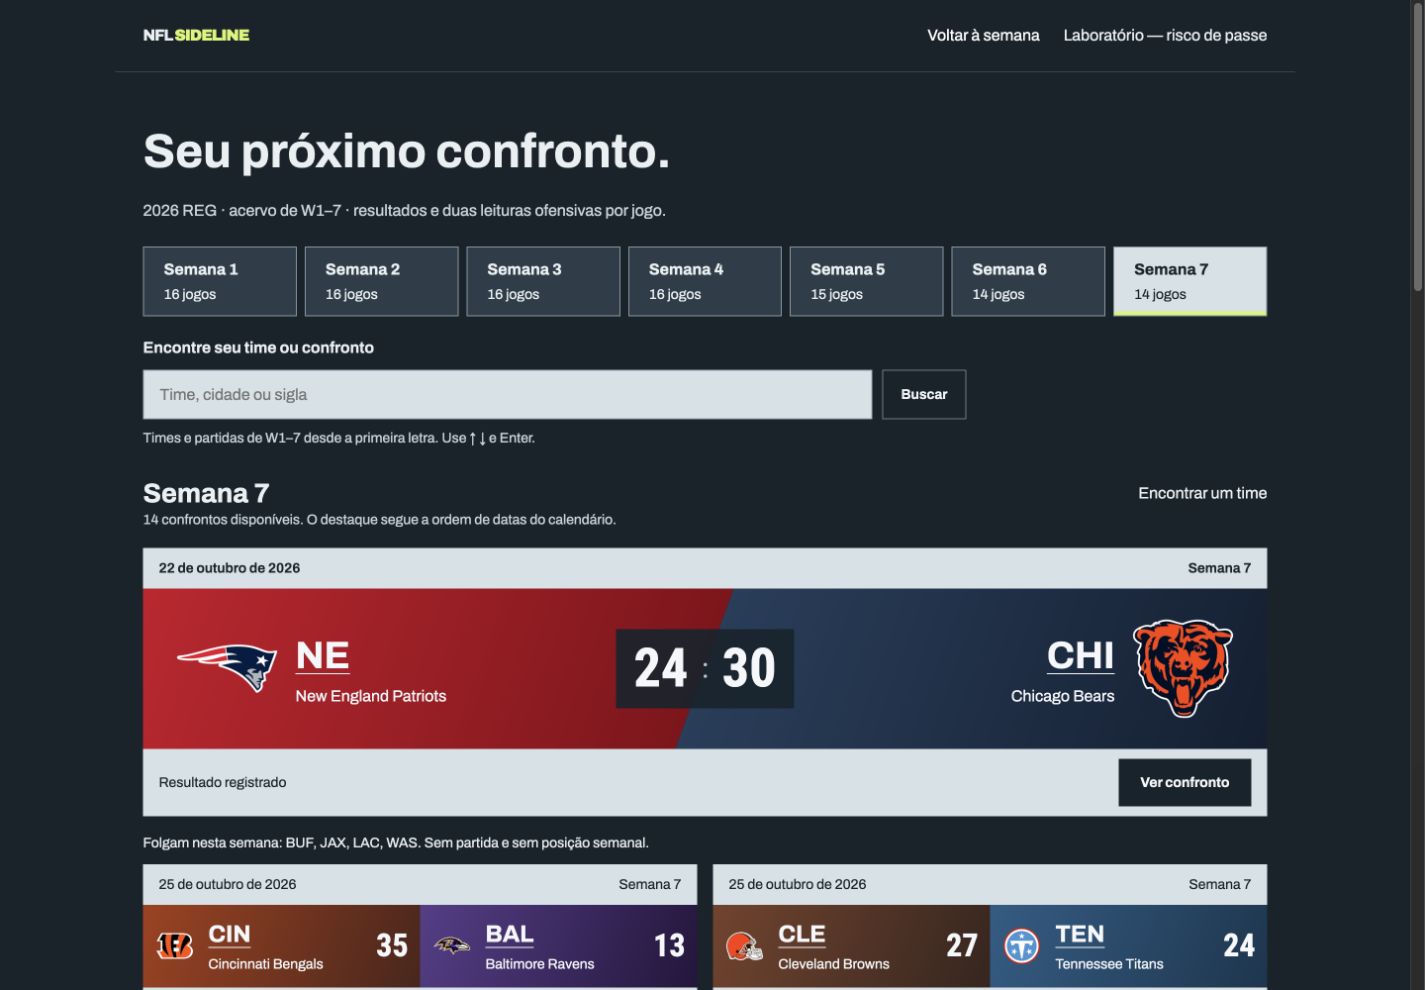 NFL SIDELINE
Voltar à semana
Laboratório — risco de passe
Seu próximo confronto.
2026 REG · acervo de W1–7 · resultados e duas leituras ofensivas por jogo.
Semana 1
16 jogos
Semana 2
16 jogos
Semana 3
16 jogos
Semana 4
16 jogos
Semana 5
15 jogos
Semana 6
14 jogos
Semana 7
14 jogos
Encontre seu time ou confronto
Time, cidade ou sigla
Buscar
Times e partidas de W1–7 desde a primeira letra. Use ↑ ↓ e Enter.
Semana 7
Encontrar um time
14 confrontos disponíveis. O destaque segue a ordem de datas do calendário.
22 de outubro de 2026
Semana 7
NE
New England Patriots
24 : 30
CHI
Chicago Bears
Resultado registrado
Ver confronto
Folgam nesta semana: BUF, JAX, LAC, WAS. Sem partida e sem posição semanal.
25 de outubro de 2026
Semana 7
CIN
Cincinnati Bengals
35
BAL
Baltimore Ravens
13
25 de outubro de 2026
Semana 7
CLE
Cleveland Browns
27
TEN
Tennessee Titans
24